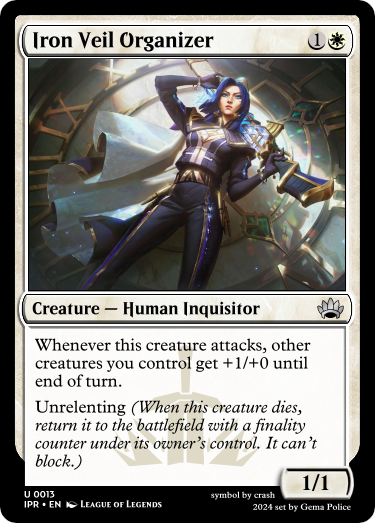 Iron Veil Organizer 1
Creature — Human Inquisitor
Whenever this creature attacks, other
creatures you control get +1/+0 until
end of turn.
Unrelenting (When this creature dies,
return it to the battlefield with a finality
counter under its owner's control. It can't
block.)
1/1
U 0013
IPR • EN League of Legends
symbol by crash
2024 set by Gema Police